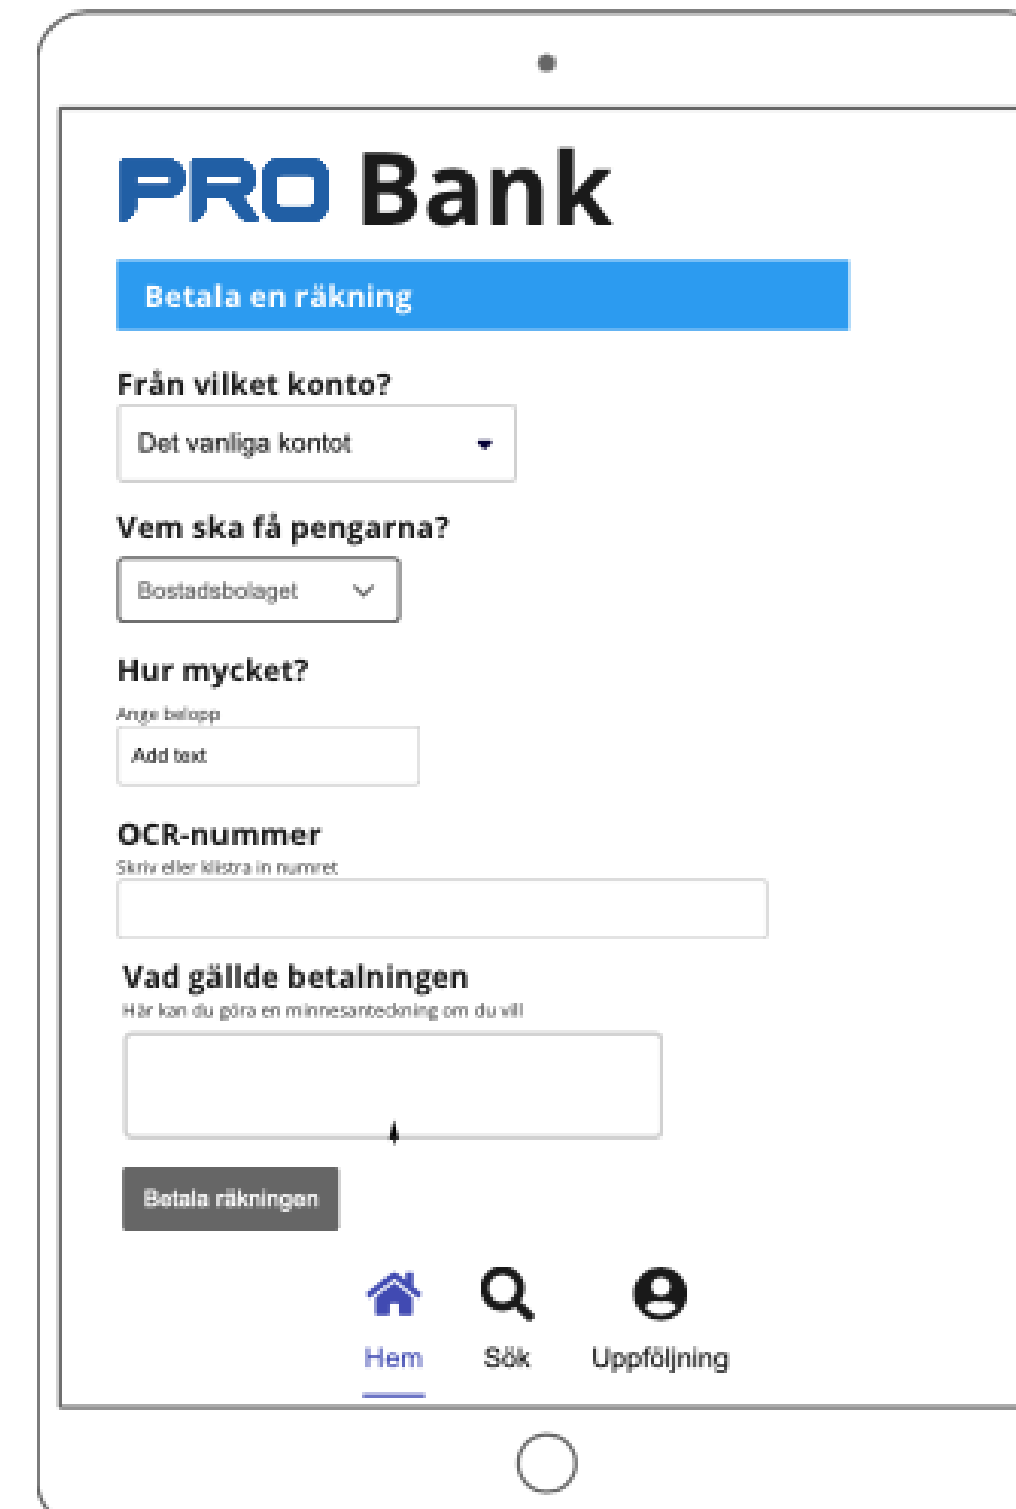 PRO Bank
Betala en räkning
Från vilket konto?
Det vanliga kontot
Vem ska få pengarna?
Bostadsbolaget
Hur mycket?
Ange belopp
Add text
OCR-nummer
Skriv eller klistra in numret
Vad gällde betalningen
Här kan du göra en minnesanteckning om du vill
Betala räkningen
Hem Sök Uppföljning